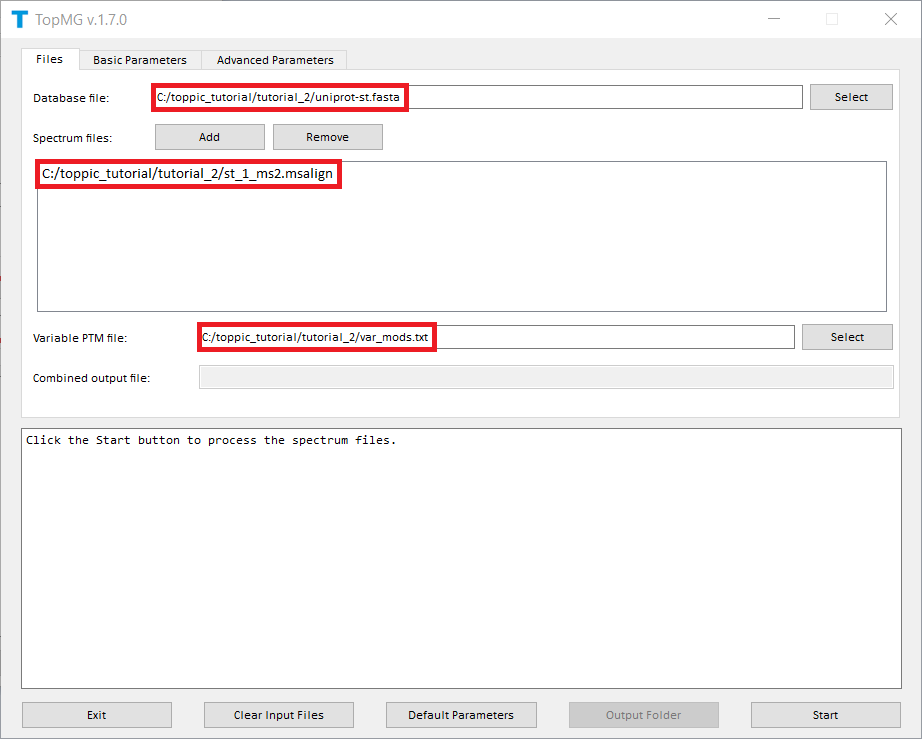 TopMG v.1.7.0
Files Basic Parameters Advanced Parameters
Database file: C:/toppic_tutorial/tutorial_2/uniprot-st.fasta Select
Spectrum files: Add Remove
C:/toppic_tutorial/tutorial_2/st_1_ms2.msalign
Variable PTM file: C:/toppic_tutorial/tutorial_2/var_mods.txt Select
Combined output file:
Click the Start button to process the spectrum files.
Exit Clear Input Files Default Parameters Output Folder Start